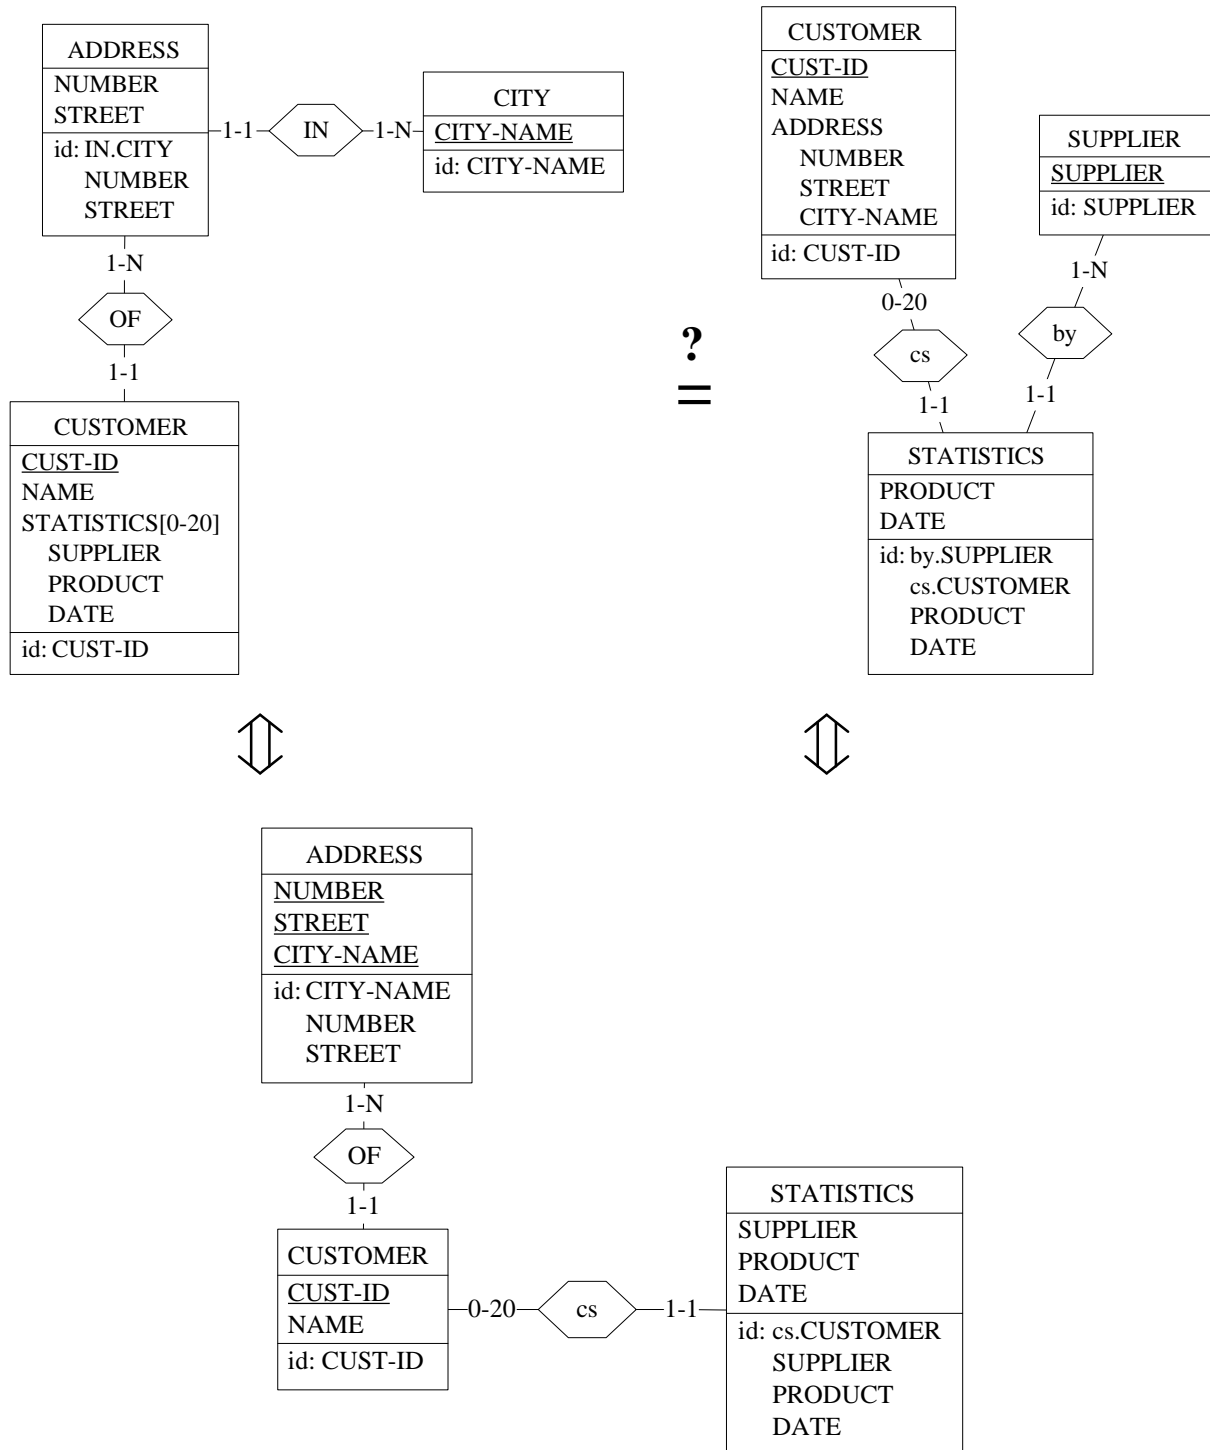 ADDRESS
NUMBER
STREET
id: IN.CITY
NUMBER
STREET
1-1
IN
1-N
CITY
CITY-NAME
id: CITY-NAME
1-N
OF
1-1
CUSTOMER
CUST-ID
NAME
STATISTICS[0-20]
SUPPLIER
PRODUCT
DATE
id: CUST-ID
?
=
CUSTOMER
CUST-ID
NAME
ADDRESS
NUMBER
STREET
CITY-NAME
id: CUST-ID
SUPPLIER
SUPPLIER
id: SUPPLIER
0-20
cs
1-1
1-N
by
1-1
STATISTICS
PRODUCT
DATE
id: by.SUPPLIER
cs.CUSTOMER
PRODUCT
DATE
ADDRESS
NUMBER
STREET
CITY-NAME
id: CITY-NAME
NUMBER
STREET
1-N
OF
1-1
CUSTOMER
CUST-ID
NAME
id: CUST-ID
0-20
cs
1-1
STATISTICS
SUPPLIER
PRODUCT
DATE
id: cs.CUSTOMER
SUPPLIER
PRODUCT
DATE